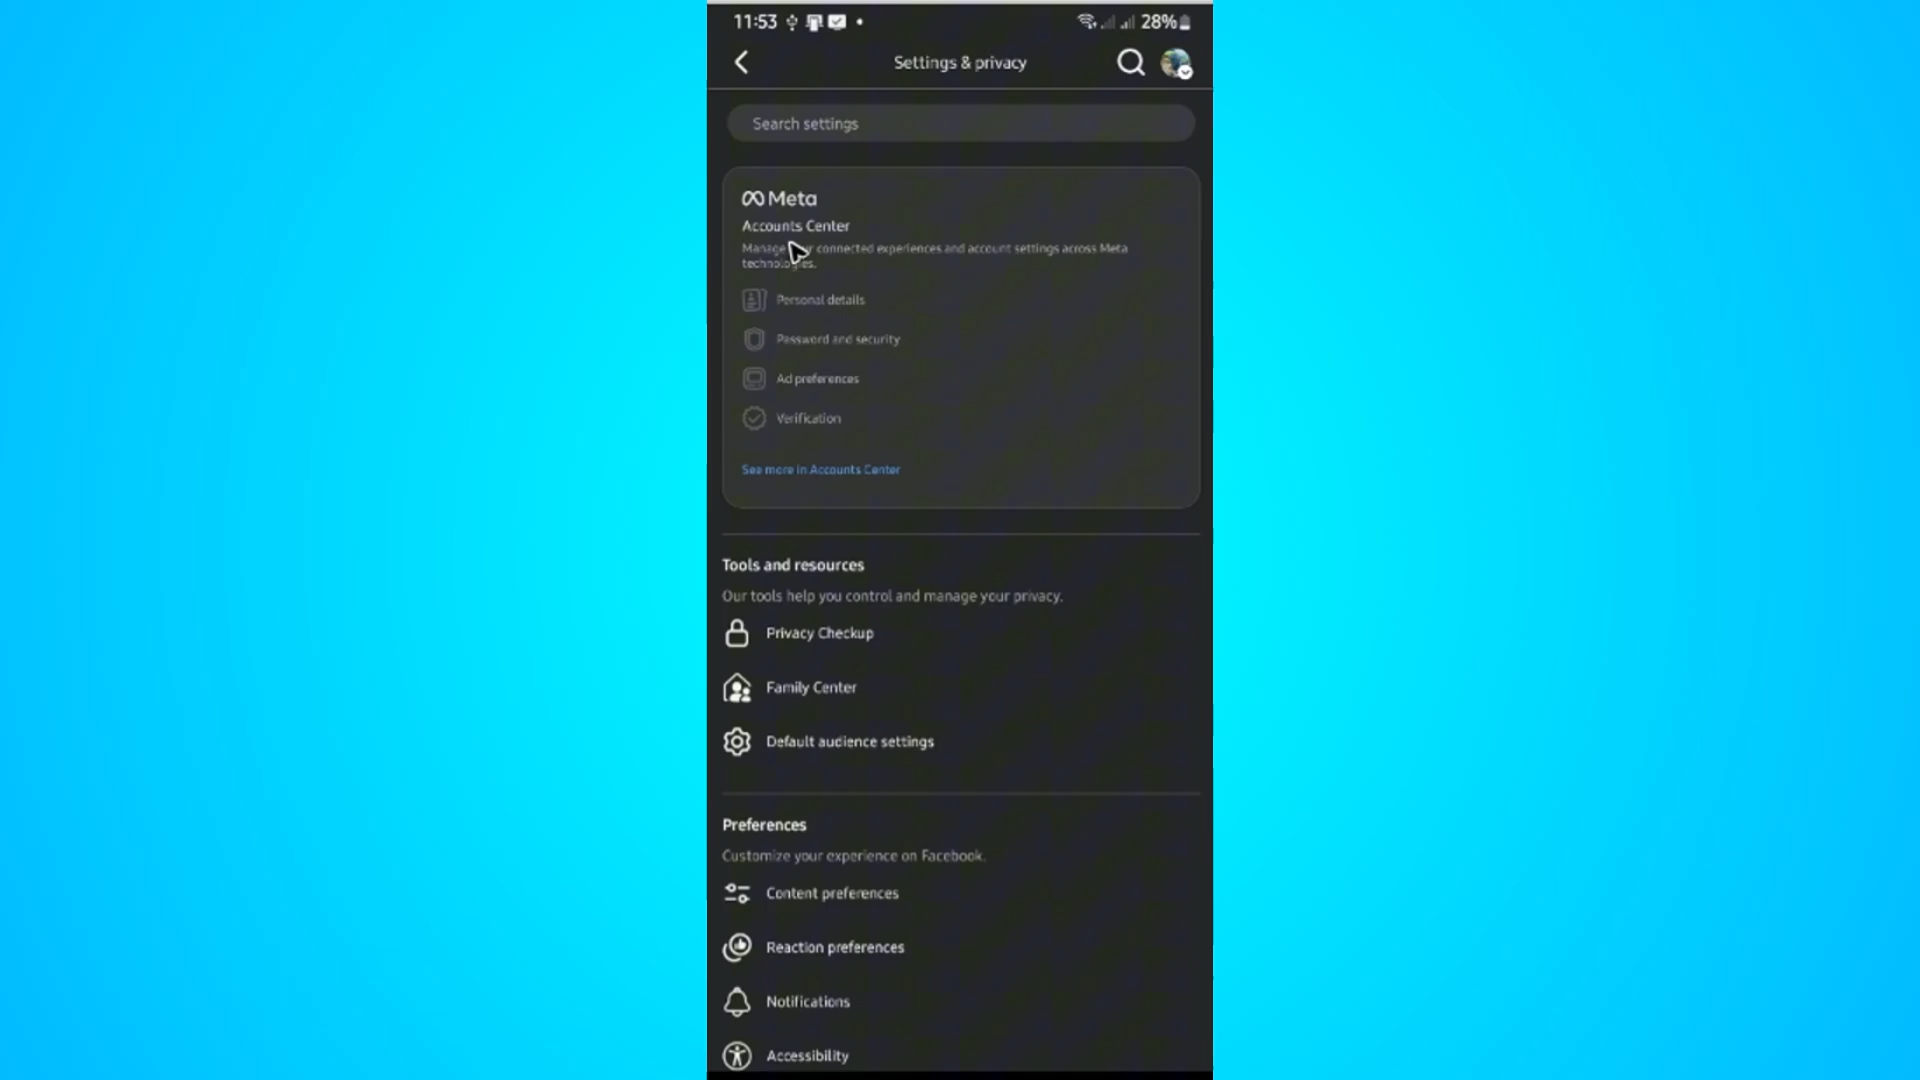 11:53
28%
Settings & privacy
Search settings
Meta
Accounts Center
Manage connected experiences and account settings across Meta
technologies.
Personal details
Password and security
Ad preferences
Verification
See more in Accounts Center
Tools and resources
Our tools help you control and manage your privacy.
Privacy Checkup
Family Center
Default audience settings
Preferences
Customize your experience on Facebook.
Content preferences
Reaction preferences
Notifications
Accessibility